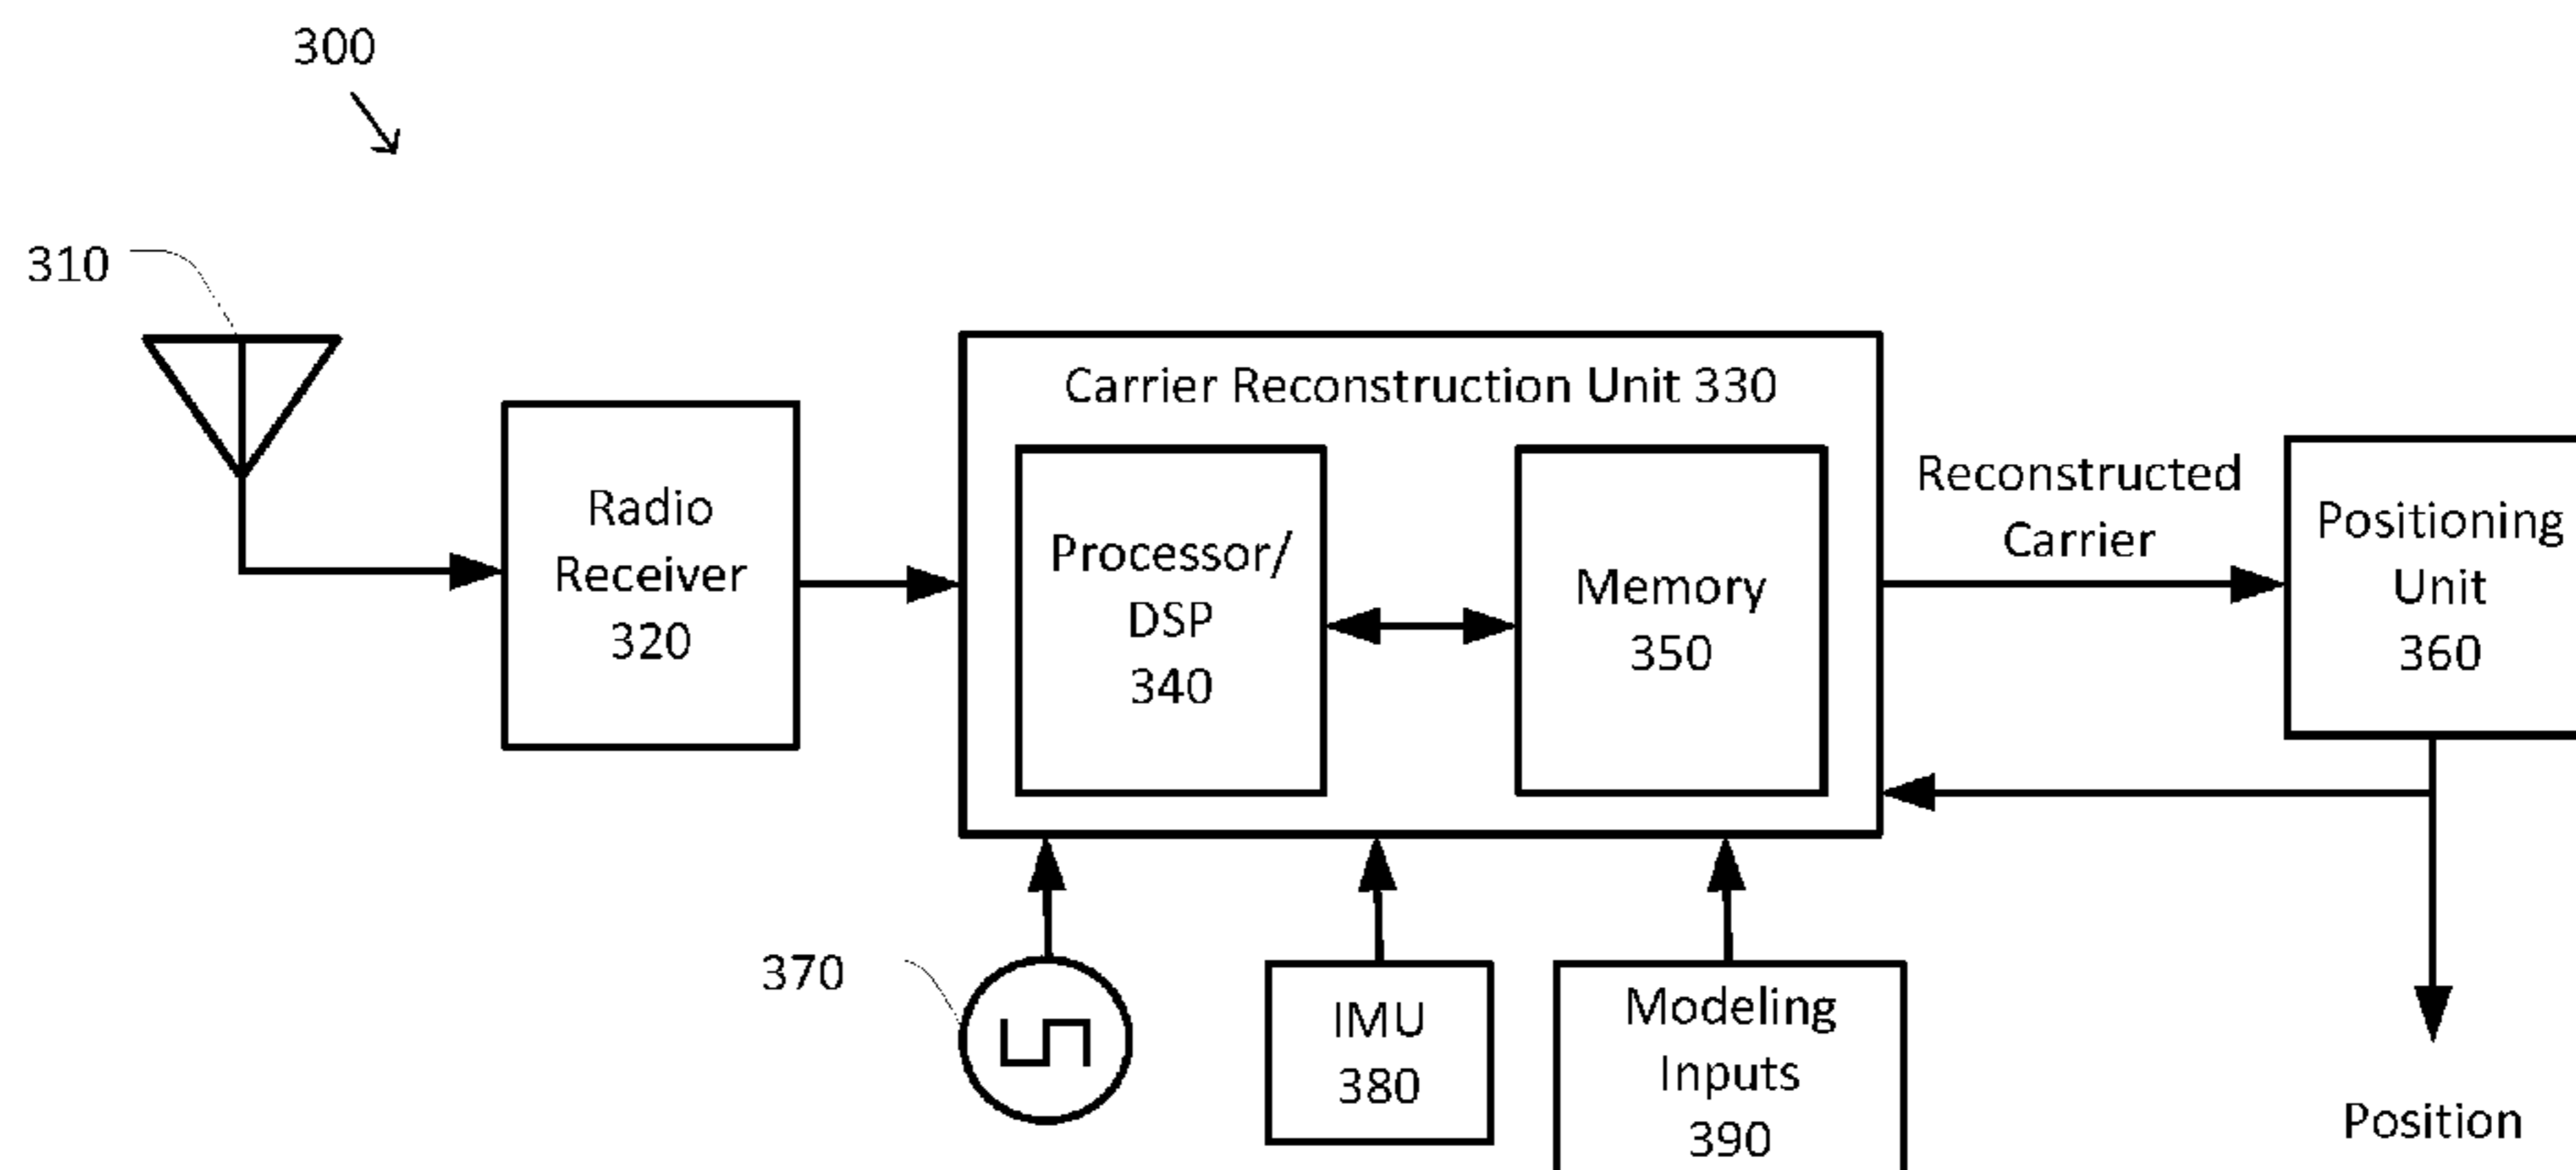 300
310
Carrier Reconstruction Unit 330
Radio
Receiver
320
Processor/
DSP
340
Memory
350
Reconstructed
Carrier
Positioning
Unit
360
370
IMU
380
Modeling
Inputs
390
Position